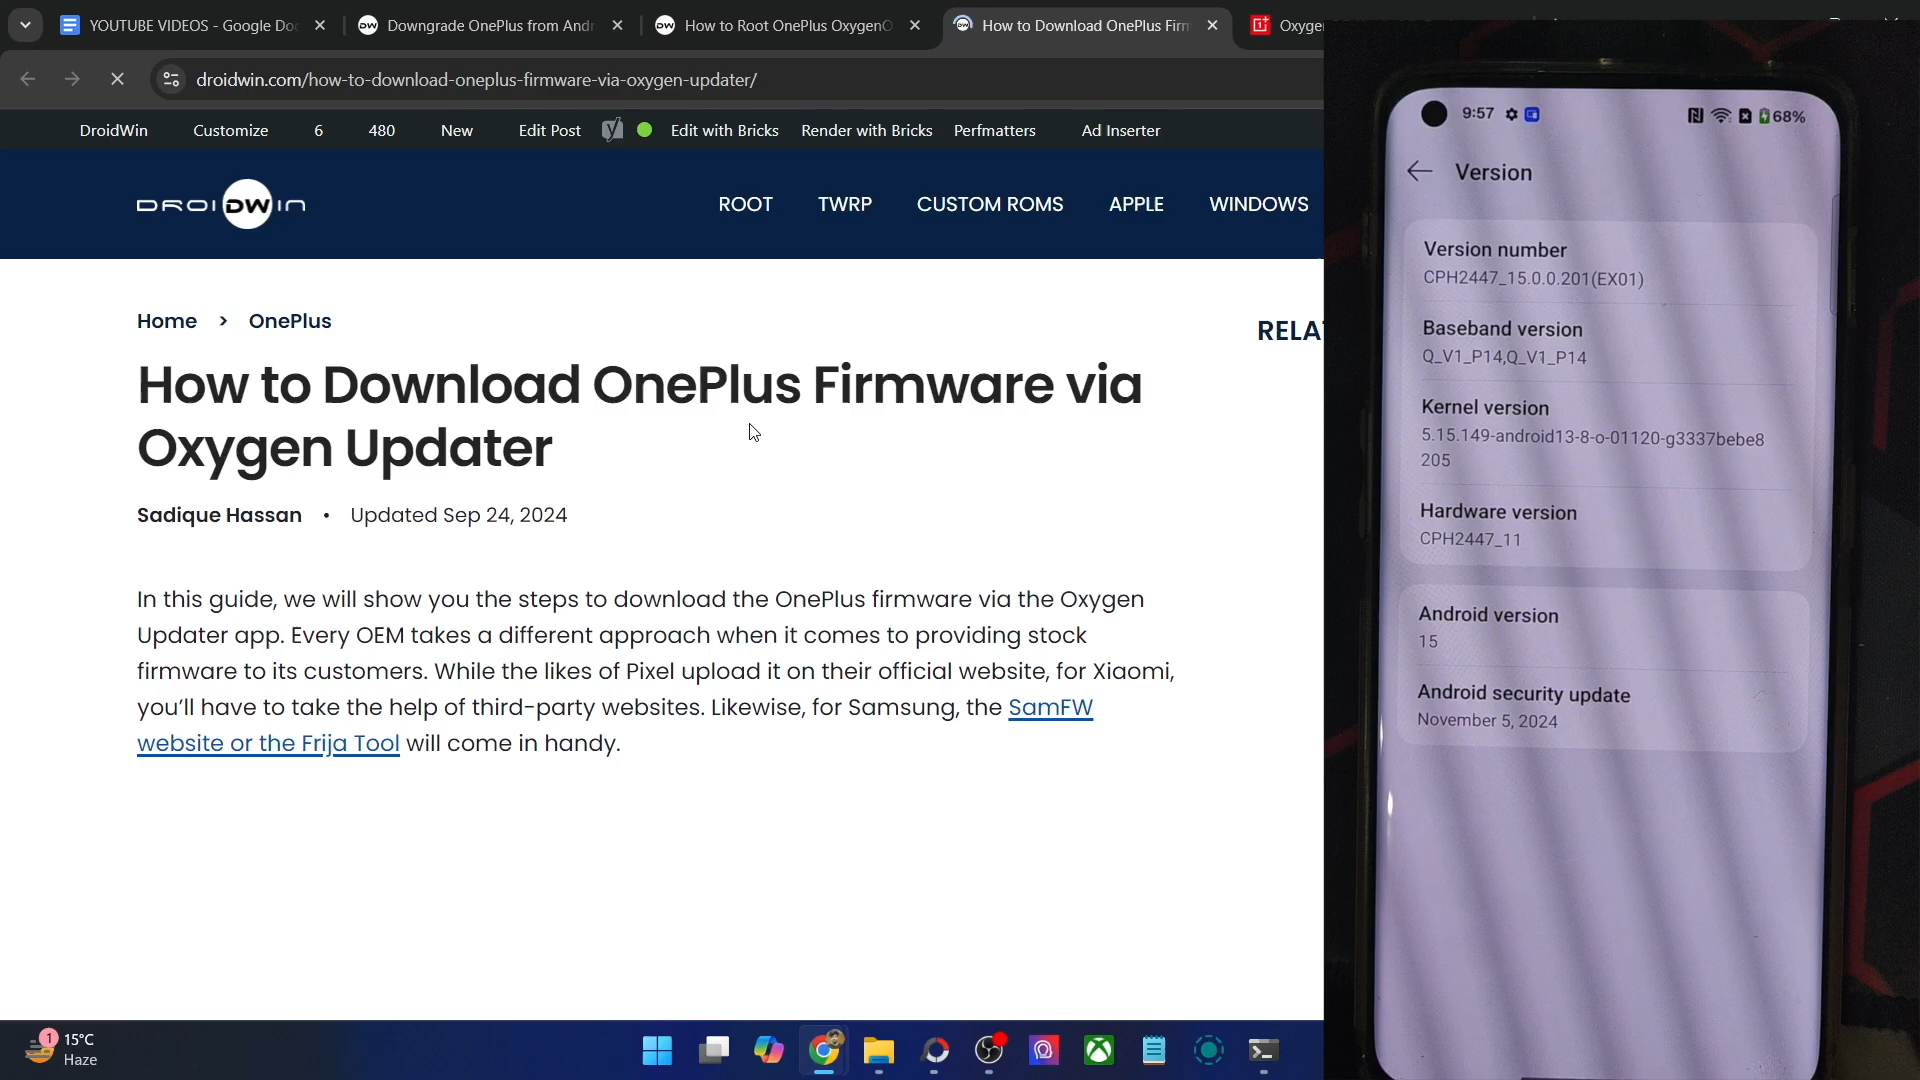 YOUTUBE VIDEOS - Google Doc
Downgrade OnePlus from Andr
How to Root OnePlus OxygenO
How to Download OnePlus Firm
Oxyge
droidwin.com/how-to-download-oneplus-firmware-via-oxygen-updater/
DroidWin
Customize
6
480
New
Edit Post
Edit with Bricks
Render with Bricks
Perfmatters
Ad Inserter
DROIDWIN
ROOT
TWRP
CUSTOM ROMS
APPLE
WINDOWS
Home > OnePlus
RELA
How to Download OnePlus Firmware via
Oxygen Updater
Sadique Hassan • Updated Sep 24, 2024
In this guide, we will show you the steps to download the OnePlus firmware via the Oxygen
Updater app. Every OEM takes a different approach when it comes to providing stock
firmware to its customers. While the likes of Pixel upload it on their official website, for Xiaomi,
you’ll have to take the help of third-party websites. Likewise, for Samsung, the SamFW
website or the Frija Tool will come in handy.
1
15°C
Haze
9:57
68%
Version
Version number
CPH2447_15.0.0.201(EX01)
Baseband version
Q_V1_P14,Q_V1_P14
Kernel version
5.15.149-android13-8-o-01120-g3337bebe8
205
Hardware version
CPH2447_11
Android version
15
Android security update
November 5, 2024